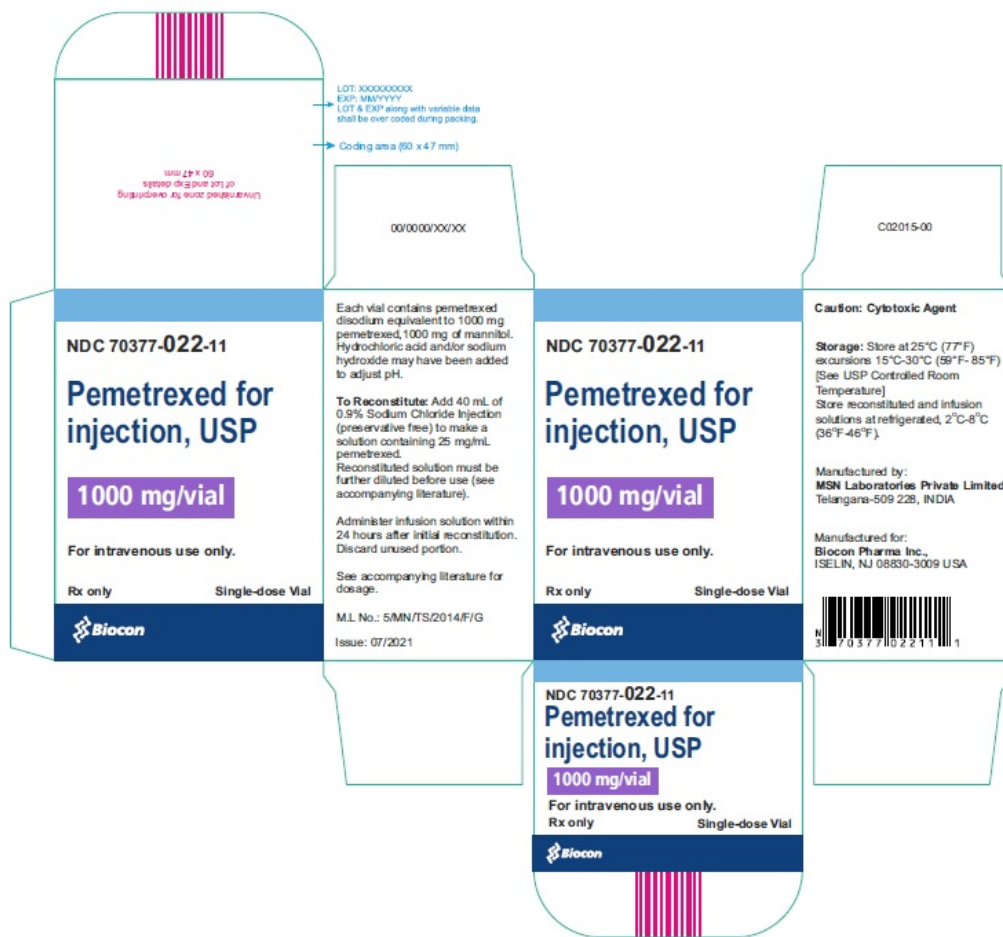 LOT: XXXXXXXXX
EXP: MM/YYYY
LOT & EXP along with variable data
shall be over coded during packing.
Coding area (60 x 47 mm)
Unvarnished zone for overprinting
of Lot and Exp details
60 x 47 mm
00/0000/XX/XX
C02015-00
NDC 70377-022-11
Pemetrexed for
injection, USP
1000 mg/vial
For intravenous use only.
Rx only Single-dose Vial
Biocon
Each vial contains pemetrexed
disodium equivalent to 1000 mg
pemetrexed,1000 mg of mannitol.
Hydrochloric acid and/or sodium
hydroxide may have been added
to adjust pH.
To Reconstitute: Add 40 mL of
0.9% Sodium Chloride Injection
(preservative free) to make a
solution containing 25 mg/mL
pemetrexed.
Reconstituted solution must be
further diluted before use (see
accompanying literature).
Administer infusion solution within
24 hours after initial reconstitution.
Discard unused portion.
See accompanying literature for
dosage.
M.L No.: 5/MN/TS/2014/F/G
Issue: 07/2021
NDC 70377-022-11
Pemetrexed for
injection, USP
1000 mg/vial
For intravenous use only.
Rx only Single-dose Vial
Biocon
Caution: Cytotoxic Agent
Storage: Store at 25°C (77°F)
excursions 15°C-30°C (59°F- 85°F)
[See USP Controlled Room
Temperature]
Store reconstituted and infusion
solutions at refrigerated, 2°C-8°C
(36°F-46°F).
Manufactured by:
MSN Laboratories Private Limited
Telangana-509 228, INDIA
Manufactured for:
Biocon Pharma Inc.,
ISELIN, NJ 08830-3009 USA
N
3 70377 02211 1
NDC 70377-022-11
Pemetrexed for
injection, USP
1000 mg/vial
For intravenous use only.
Rx only Single-dose Vial
Biocon